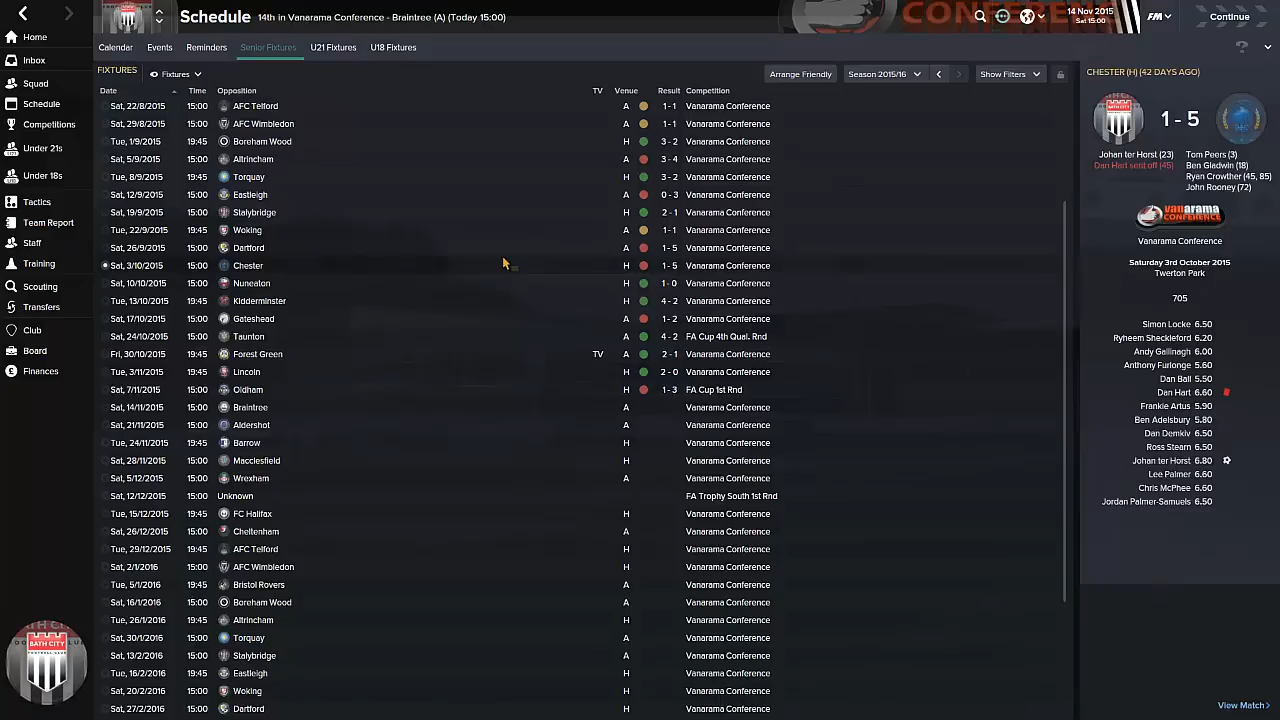 Schedule 14th in Vanarama Conference - Braintree (A) (Today 15:00)
14 Nov 2015
Sat 15:00
FM
Continue
Home
Inbox
Squad
Schedule
Competitions
Under 21s
Under 18s
Tactics
Team Report
Staff
Training
Scouting
Transfers
Club
Board
Finances
BATH CITY
Calendar Events Reminders Senior Fixtures U21 Fixtures U18 Fixtures
FIXTURES Fixtures Arrange Friendly Season 2015/16 Show Filters
Date Time Opposition TV Venue Result Competition
Sat, 22/8/2015 15:00 AFC Telford A 1-1 Vanarama Conference
Sat, 29/8/2015 15:00 AFC Wimbledon A 1-1 Vanarama Conference
Tue, 1/9/2015 19:45 Boreham Wood H 3-2 Vanarama Conference
Sat, 5/9/2015 15:00 Altrincham A 3-4 Vanarama Conference
Tue, 8/9/2015 19:45 Torquay H 3-2 Vanarama Conference
Sat, 12/9/2015 15:00 Eastleigh A 0-3 Vanarama Conference
Sat, 19/9/2015 15:00 Stalybridge H 2-1 Vanarama Conference
Tue, 22/9/2015 19:45 Woking A 1-1 Vanarama Conference
Sat, 26/9/2015 15:00 Dartford A 1-5 Vanarama Conference
Sat, 3/10/2015 15:00 Chester H 1-5 Vanarama Conference
Sat, 10/10/2015 15:00 Nuneaton H 1-0 Vanarama Conference
Tue, 13/10/2015 19:45 Kidderminster H 4-2 Vanarama Conference
Sat, 17/10/2015 15:00 Gateshead A 1-2 Vanarama Conference
Sat, 24/10/2015 15:00 Taunton A 4-2 FA Cup 4th Qual. Rnd
Fri, 30/10/2015 19:45 Forest Green TV A 2-1 Vanarama Conference
Tue, 3/11/2015 19:45 Lincoln H 2-0 Vanarama Conference
Sat, 7/11/2015 15:00 Oldham H 1-3 FA Cup 1st Rnd
Sat, 14/11/2015 15:00 Braintree A Vanarama Conference
Sat, 21/11/2015 15:00 Aldershot A Vanarama Conference
Tue, 24/11/2015 19:45 Barrow H Vanarama Conference
Sat, 28/11/2015 15:00 Macclesfield H Vanarama Conference
Sat, 5/12/2015 15:00 Wrexham A Vanarama Conference
Sat, 12/12/2015 15:00 Unknown FA Trophy South 1st Rnd
Tue, 15/12/2015 19:45 FC Halifax H Vanarama Conference
Sat, 26/12/2015 15:00 Cheltenham A Vanarama Conference
Tue, 29/12/2015 19:45 AFC Telford H Vanarama Conference
Sat, 2/1/2016 15:00 AFC Wimbledon H Vanarama Conference
Tue, 5/1/2016 19:45 Bristol Rovers A Vanarama Conference
Sat, 16/1/2016 15:00 Boreham Wood A Vanarama Conference
Tue, 26/1/2016 19:45 Altrincham H Vanarama Conference
Sat, 30/1/2016 15:00 Torquay A Vanarama Conference
Sat, 13/2/2016 15:00 Stalybridge A Vanarama Conference
Tue, 16/2/2016 19:45 Eastleigh H Vanarama Conference
Sat, 20/2/2016 15:00 Woking H Vanarama Conference
Sat, 27/2/2016 15:00 Dartford H Vanarama Conference
CHESTER (H) (42 DAYS AGO)
BATH CITY
1 - 5
Johan ter Horst (23)
Dan Hart sent off (45)
Tom Peers (3)
Ben Gladwin (18)
Ryan Crowther (45, 85)
John Rooney (72)
vanarama
CONFERENCE
Vanarama Conference
Saturday 3rd October 2015
Twerton Park
705
Simon Locke 6.50
Ryheem Sheckleford 6.20
Andy Gallinagh 6.00
Anthony Furlonge 5.60
Dan Ball 5.50
Dan Hart 6.60
Frankie Artus 5.90
Ben Adelsbury 5.80
Dan Demkiv 6.50
Ross Stearn 6.50
Johan ter Horst 6.80
Lee Palmer 6.60
Chris McPhee 6.60
Jordan Palmer-Samuels 6.50
View Match